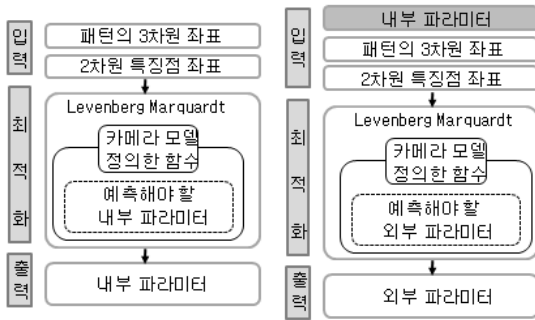 입력
패턴의 3차원 좌표
2차원 특징점 좌표
최적화
Levenberg Marquardt
카메라 모델
정의한 함수
예측해야 할
내부 파라미터
출력
내부 파라미터
입력
내부 파라미터
패턴의 3차원 좌표
2차원 특징점 좌표
최적화
Levenberg Marquardt
카메라 모델
정의한 함수
예측해야 할
외부 파라미터
출력
외부 파라미터